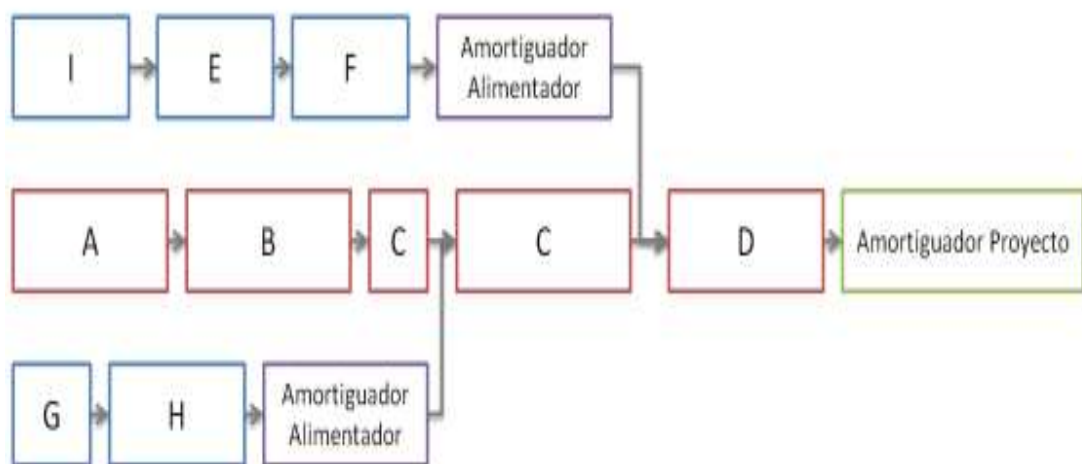 I
E
F
Amortiguador
Alimentador
A
B
C
C
D
Amortiguador Proyecto
G
H
Amortiguador
Alimentador